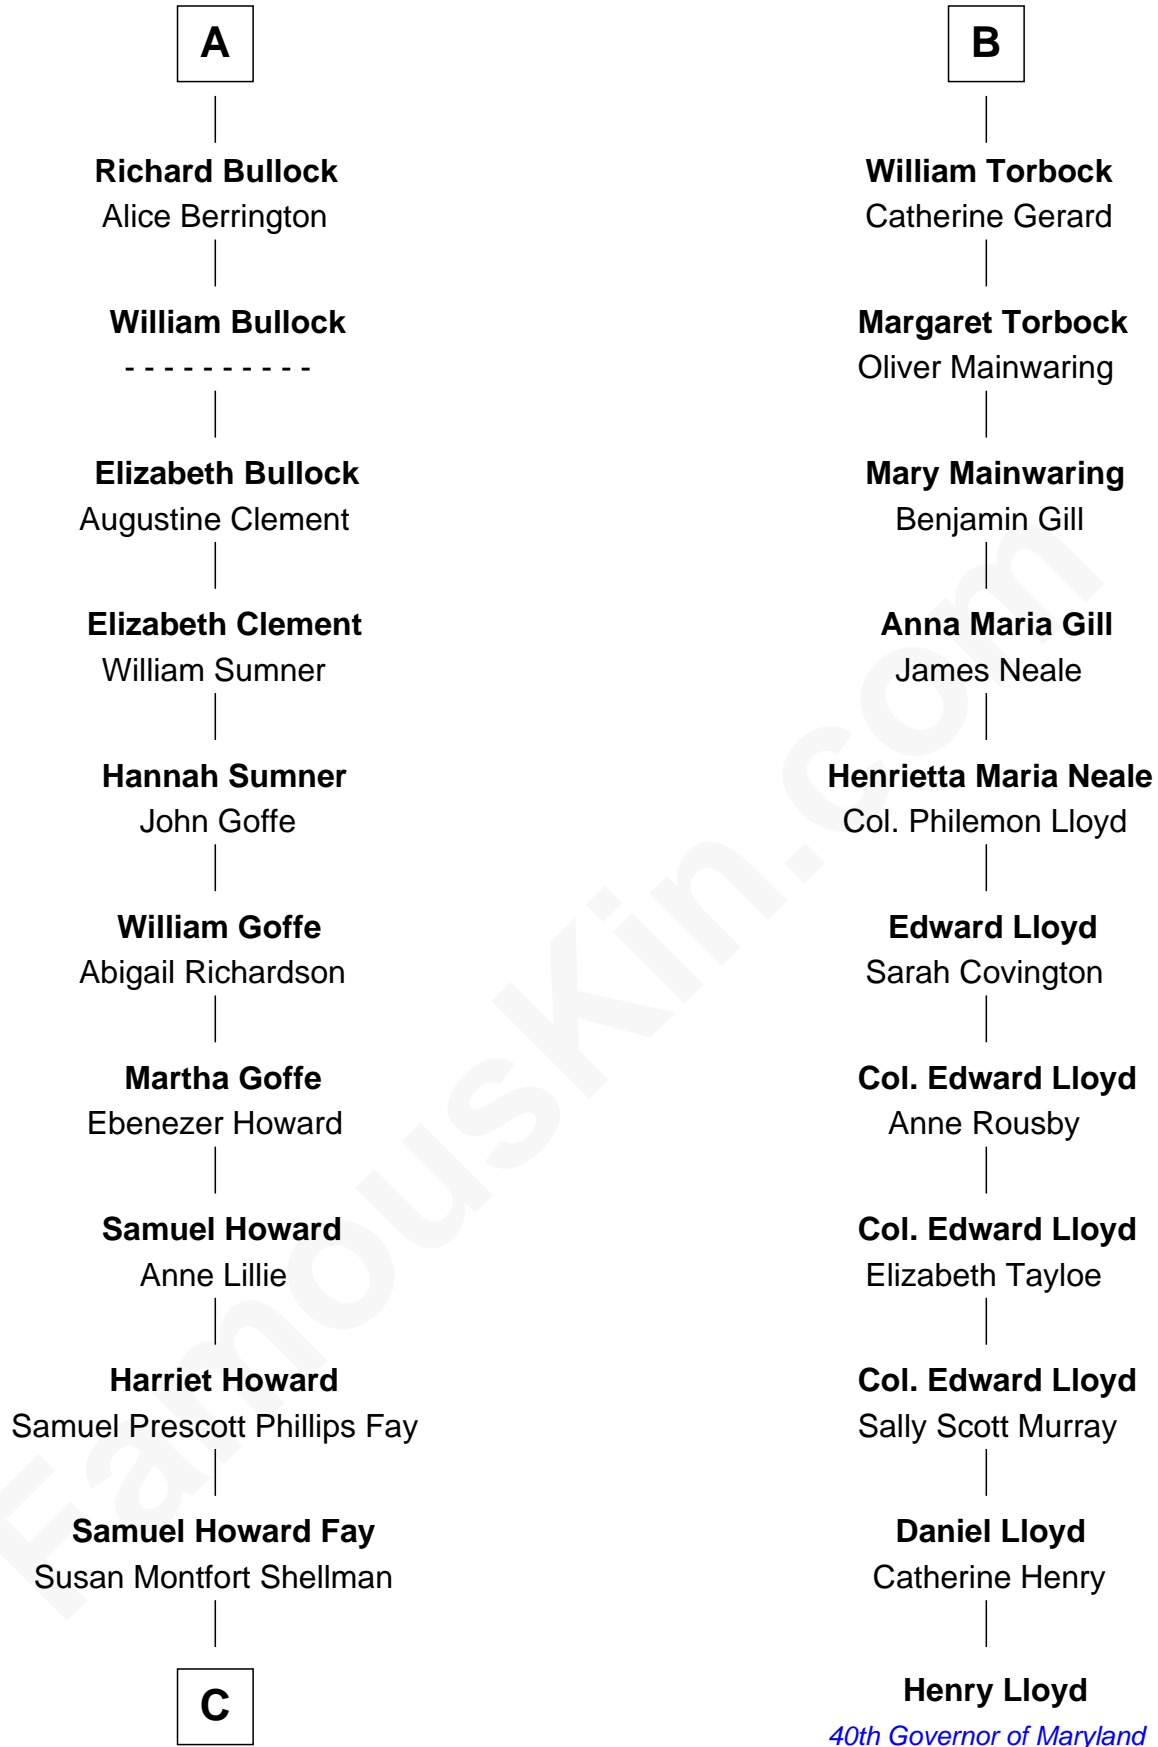 A
Richard Bullock
Alice Berrington
William Bullock
- - - - - - - - - -
Elizabeth Bullock
Augustine Clement
Elizabeth Clement
William Sumner
Hannah Sumner
John Goffe
William Goffe
Abigail Richardson
Martha Goffe
Ebenezer Howard
Samuel Howard
Anne Lillie
Harriet Howard
Samuel Prescott Phillips Fay
Samuel Howard Fay
Susan Montfort Shellman
C
B
William Torbock
Catherine Gerard
Margaret Torbock
Oliver Mainwaring
Mary Mainwaring
Benjamin Gill
Anna Maria Gill
James Neale
Henrietta Maria Neale
Col. Philemon Lloyd
Edward Lloyd
Sarah Covington
Col. Edward Lloyd
Anne Rousby
Col. Edward Lloyd
Elizabeth Tayloe
Col. Edward Lloyd
Sally Scott Murray
Daniel Lloyd
Catherine Henry
Henry Lloyd
40th Governor of Maryland
FamousKin.com